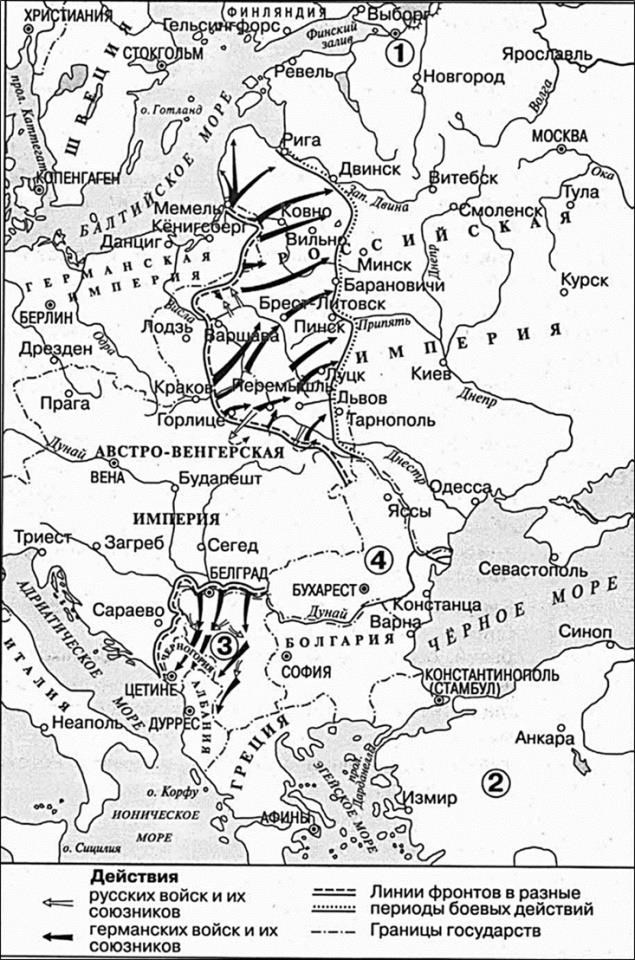 ХРИСТИАНИЯ
ФИНЛЯНДИЯ
Гельсингфорс
Выборг
Финский
залив
①
СТОКГОЛЬМ
ШВЕЦИЯ
Ревель
Новгород
Ярославль
Волга
прол. Каттегат
о. Готланд
БАЛТИЙСКОЕ МОРЕ
Рига
МОСКВА
КОПЕНГАГЕН
Двинск
Зап. Двина
Витебск
Ока
Тула
Мемель
Ковно
Смоленск
Кёнигсберг
Данциг
Вильно
РОССИЙСКАЯ
ГЕРМАНСКАЯ
ИМПЕРИЯ
Минск
Днепр
Курск
Барановичи
БЕРЛИН
Висла
Брест-Литовск
Лодзь
Варшава
Пинск
Припять
ИМПЕРИЯ
Дрезден
Одра
Прага
Краков
Перемышль
Луцк
Киев
Днепр
Горлице
Львов
Тарнополь
Дунай
АВСТРО-ВЕНГЕРСКАЯ
ВЕНА
Будапешт
Днестр
Одесса
Яссы
ИМПЕРИЯ
Триест
Загреб
Сегед
④
Севастополь
БЕЛГРАД
БУХАРЕСТ
АДРИАТИЧЕСКОЕ МОРЕ
Сараево
③
Дунай
Констанца
Варна
ЧЁРНОЕ МОРЕ
ЧЕРНОГОРИЯ
БОЛГАРИЯ
Синоп
ИТАЛИЯ
СОФИЯ
ЦЕТИНЕ
КОНСТАНТИНОПОЛЬ
(СТАМБУЛ)
Неаполь
ДУРРЕС
АЛБАНИЯ
ГРЕЦИЯ
Анкара
о. Корфу
прол.
Дарданеллы
②
ЭГЕЙСКОЕ МОРЕ
Измир
ИОНИЧЕСКОЕ
МОРЕ
АФИНЫ
о. Сицилия
Действия
русских войск и их
союзников
германских войск и их
союзников
Линии фронтов в разные
периоды боевых действий
Границы государств